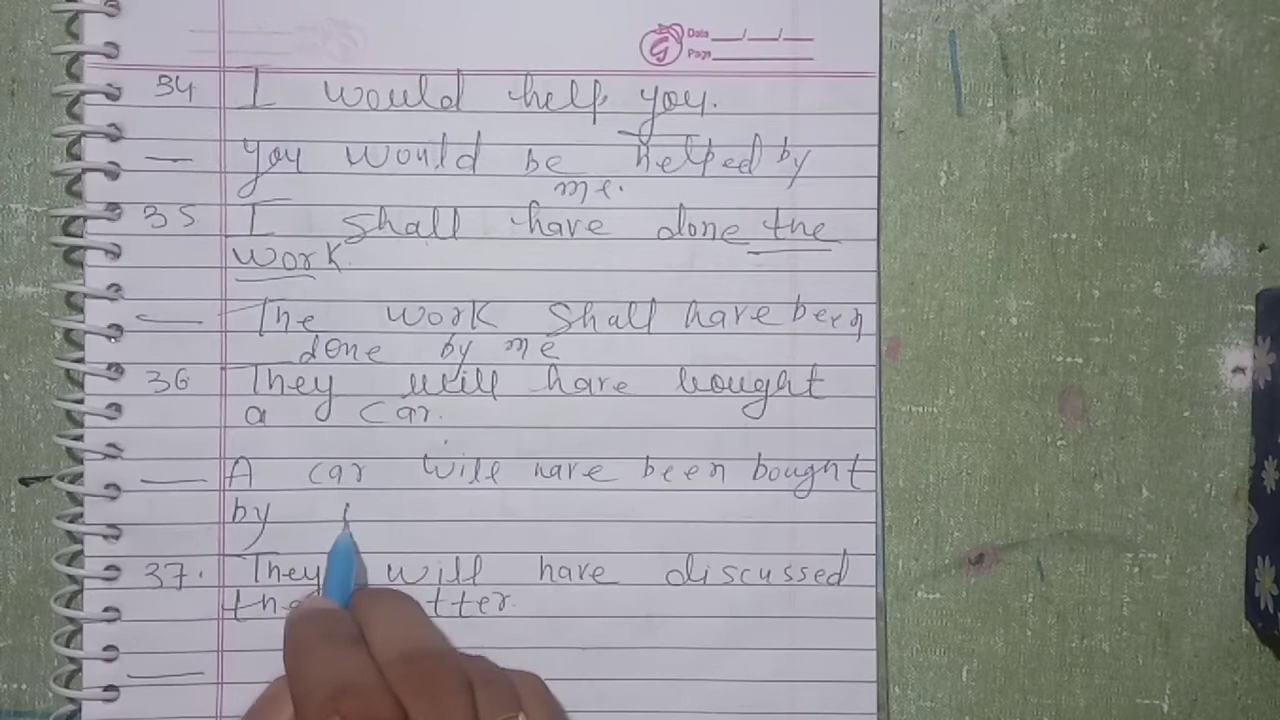 Date
Page
34 I would help you.
— you would be helped by
me.
35 I shall have done the
work.
— The work shall have been
done by me
36 They will have bought
a car.
— A car will have been bought
by
37. They will have discussed
tter.